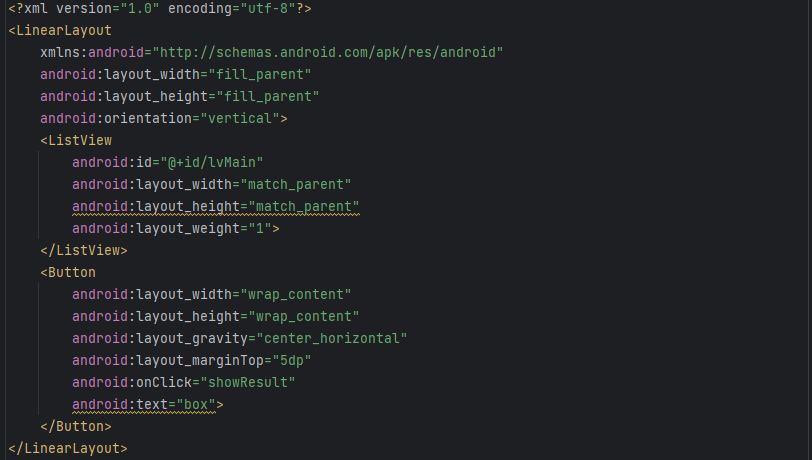 <?xml version="1.0" encoding="utf-8"?>
<LinearLayout
    xmlns:android="http://schemas.android.com/apk/res/android"
    android:layout_width="fill_parent"
    android:layout_height="fill_parent"
    android:orientation="vertical">
    <ListView
        android:id="@+id/lvMain"
        android:layout_width="match_parent"
        android:layout_height="match_parent"
        android:layout_weight="1">
    </ListView>
    <Button
        android:layout_width="wrap_content"
        android:layout_height="wrap_content"
        android:layout_gravity="center_horizontal"
        android:layout_marginTop="5dp"
        android:onClick="showResult"
        android:text="box">
    </Button>
</LinearLayout>